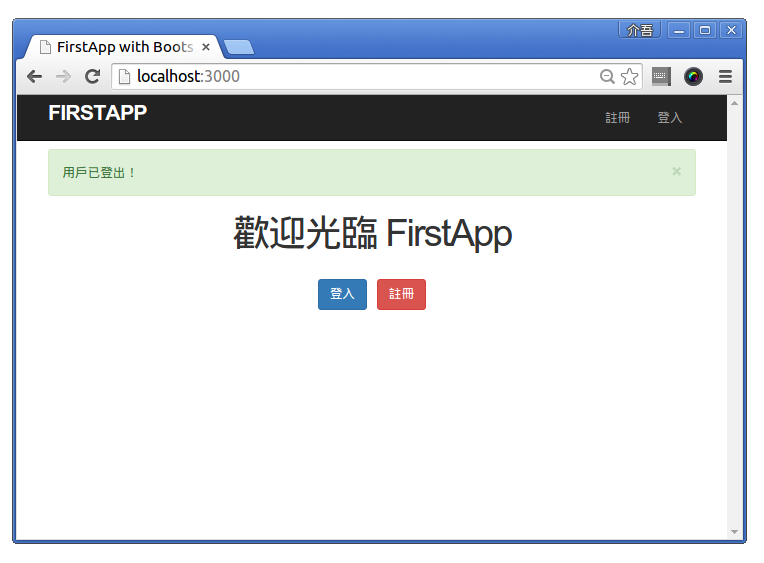 介吾
FirstApp with Boots
localhost:3000
FIRSTAPP
註冊
登入
用戶已登出！
歡迎光臨 FirstApp
登入
註冊